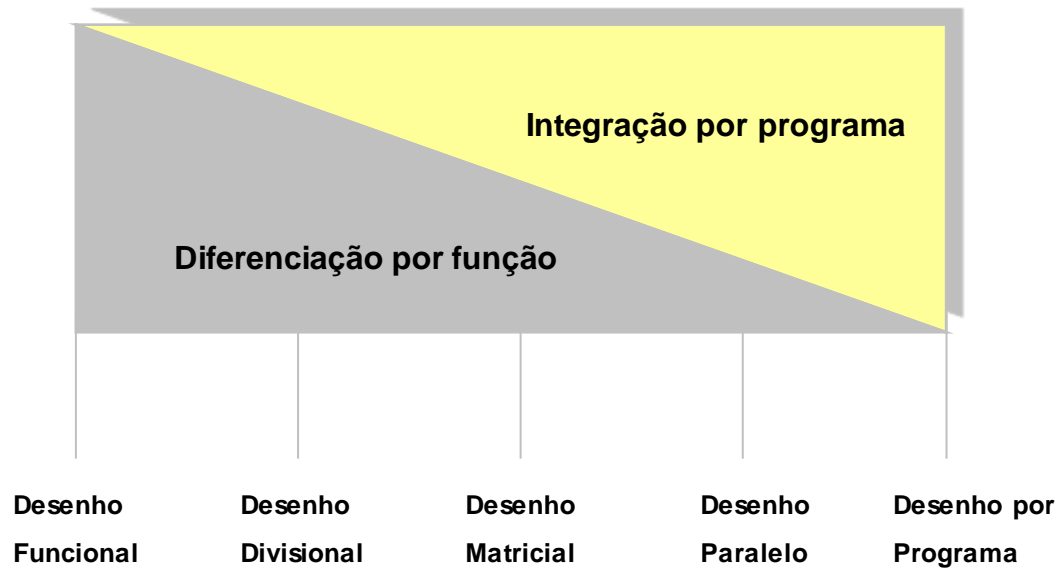 Integração por programa
Diferenciação por função
Desenho Funcional
Desenho Divisional
Desenho Matricial
Desenho Paralelo
Desenho por Programa